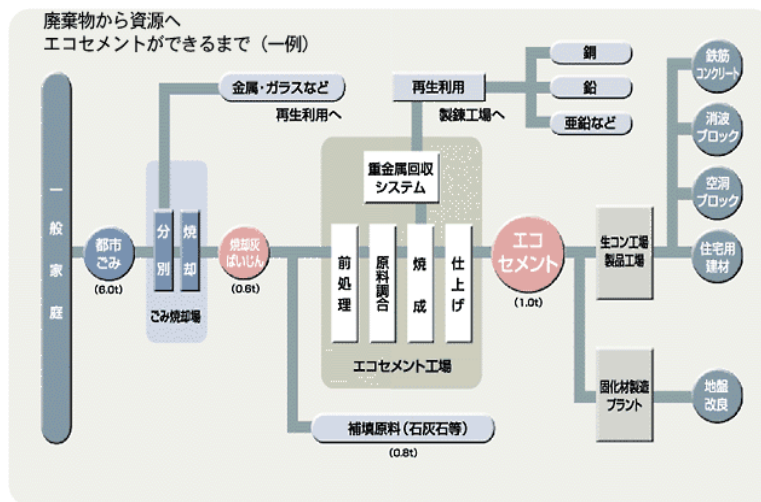 廃棄物から資源へ
エコセメントができるまで（一例）
一般家庭
都市
ごみ
(6.0t)
金属・ガラスなど
再生利用へ
分別
焼却
ごみ焼却場
焼却灰
ばいじん
(0.6t)
再生利用
製錬工場へ
銅
鉛
亜鉛など
重金属回収
システム
前処理
原料調合
焼成
仕上げ
エコセメント工場
補填原料（石灰石等）
(0.8t)
エコ
セメント
(1.0t)
生コン工場
製品工場
鉄筋
コンクリート
消波
ブロック
空洞
ブロック
住宅用
建材
固化材製造
プラント
地盤
改良